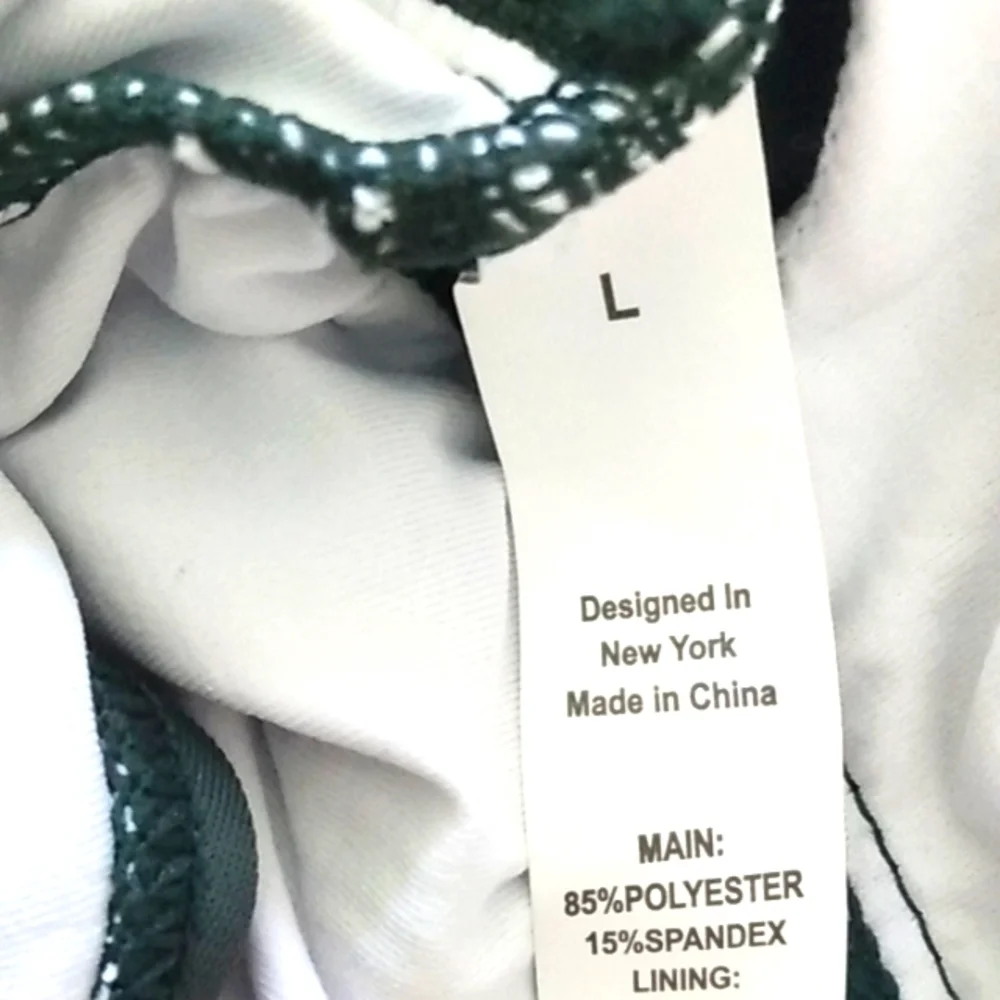 L
Designed In
New York
Made in China
MAIN:
85%POLYESTER
15%SPANDEX
LINING: